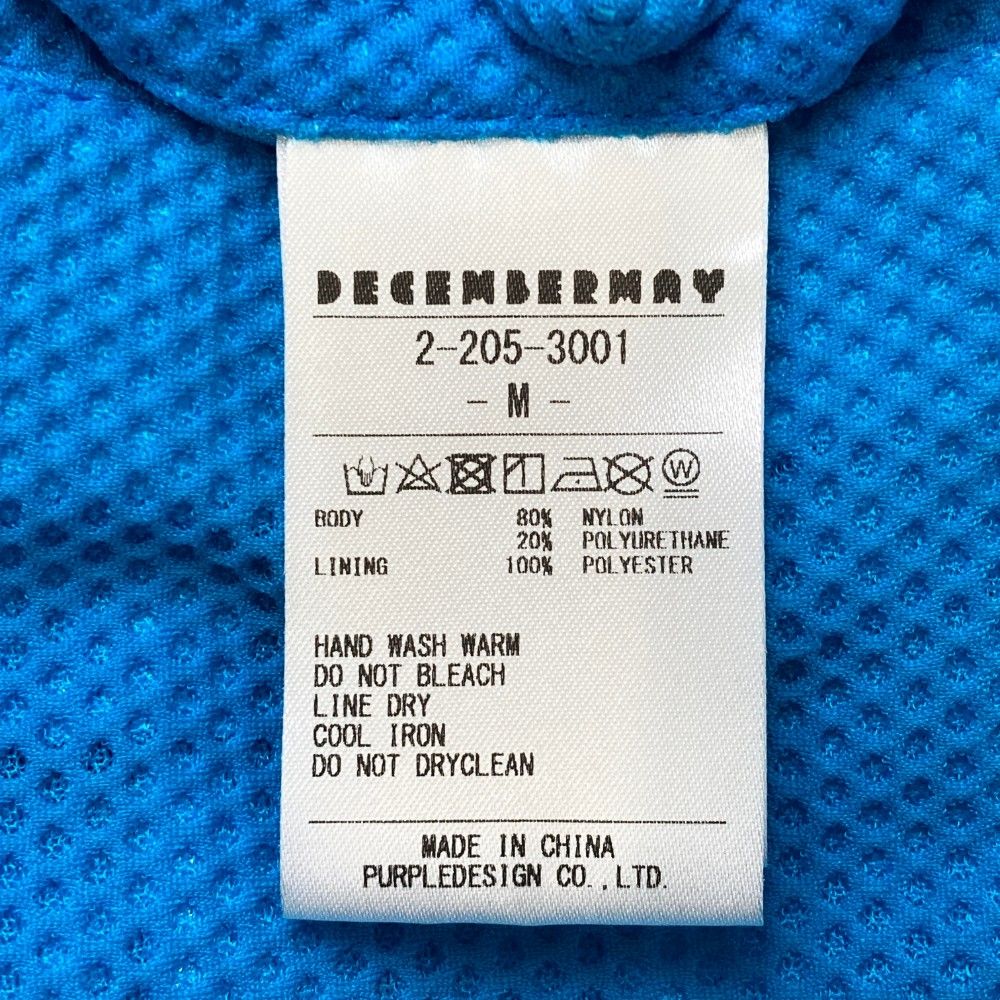 DECEMBERMAY
2-205-3001
- M -
W
BODY 80% NYLON
20% POLYURETHANE
LINING 100% POLYESTER
HAND WASH WARM
DO NOT BLEACH
LINE DRY
COOL IRON
DO NOT DRYCLEAN
MADE IN CHINA
PURPLEDESIGN CO.,LTD.